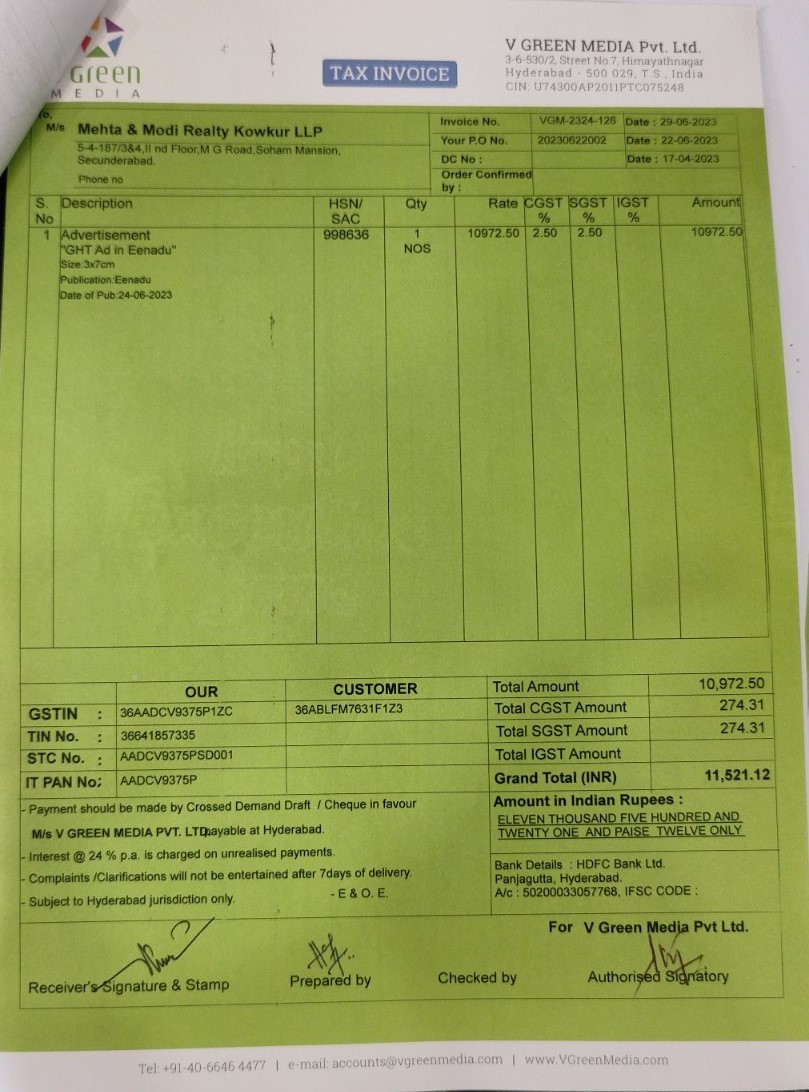 Green
MEDIA
TAX INVOICE
V GREEN MEDIA Pvt. Ltd.
3-6-530/2, Street No.7, Himayathnagar
Hyderabad - 500 029, T S., India
CIN: U74300AP2011PTC075248
To,
M/s Mehta & Modi Realty Kowkur LLP
5-4-187/3&4,II nd Floor,M G Road,Soham Mansion,
Secunderabad.
Phone no
Invoice No. VGM-2324-126 Date : 29-06-2023
Your P.O No. 20230622002 Date : 22-06-2023
DC No : Date : 17-04-2023
Order Confirmed
by :
S. No Description HSN/ SAC Qty Rate CGST % SGST % IGST % Amount
1 Advertisement 998636 1 NOS 10972.50 2.50 2.50 10972.50
"GHT Ad in Eenadu"
Size:3x7cm
Publication:Eenadu
Date of Pub:24-06-2023
OUR CUSTOMER
GSTIN : 36AADCV9375P1ZC 36ABLFM7631F1Z3
TIN No. : 36641857335
STC No. : AADCV9375PSD001
IT PAN No: AADCV9375P
Total Amount 10,972.50
Total CGST Amount 274.31
Total SGST Amount 274.31
Total IGST Amount
Grand Total (INR) 11,521.12
- Payment should be made by Crossed Demand Draft / Cheque in favour
M/s V GREEN MEDIA PVT. LTD payable at Hyderabad.
- Interest @ 24 % p.a. is charged on unrealised payments.
- Complaints /Clarifications will not be entertained after 7days of delivery.
- Subject to Hyderabad jurisdiction only.
- E & O. E.
Amount in Indian Rupees :
ELEVEN THOUSAND FIVE HUNDRED AND
TWENTY ONE AND PAISE TWELVE ONLY
Bank Details : HDFC Bank Ltd.
Panjagutta, Hyderabad.
A/c : 50200033057768, IFSC CODE :
For V Green Media Pvt Ltd.
Receiver's Signature & Stamp Prepared by Checked by Authorised Signatory
Tel: +91-40-6646 4477 | e-mail: accounts@vgreenmedia.com | www.VGreenMedia.com